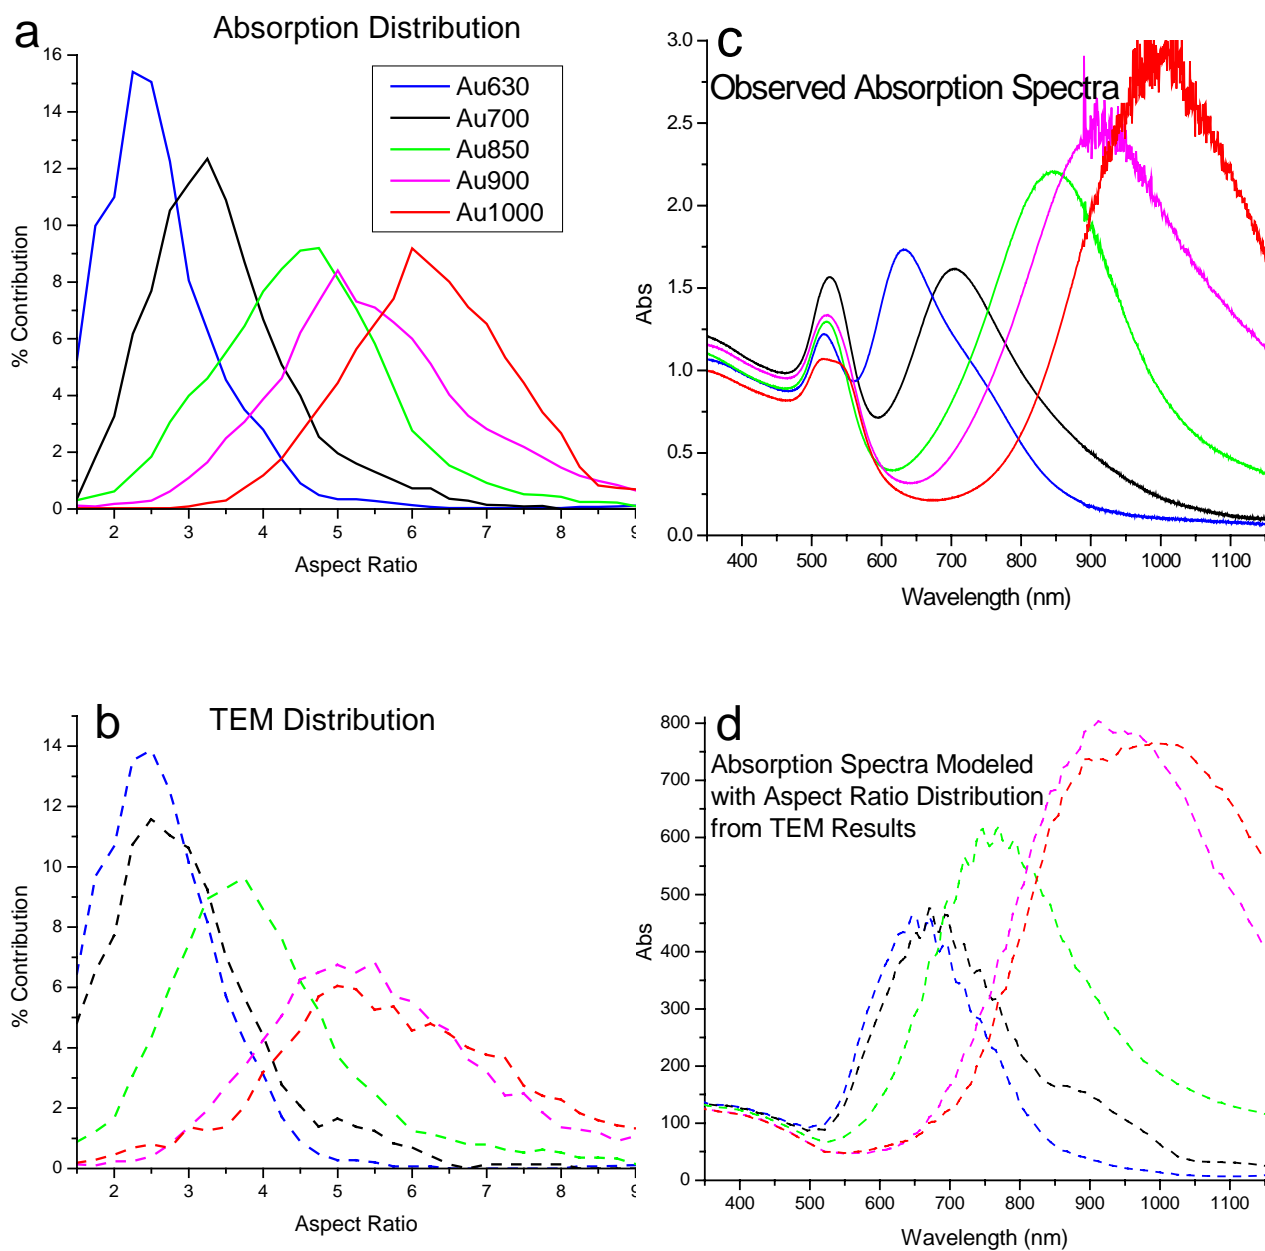 a
Absorption Distribution
16
14
12
10
8
6
4
2
0
% Contribution
Au630
Au700
Au850
Au900
Au1000
2 3 4 5 6 7 8 9
Aspect Ratio
c
Observed Absorption Spectra
3.0
2.5
2.0
1.5
1.0
0.5
0.0
Abs
400 500 600 700 800 900 1000 1100
Wavelength (nm)
b
TEM Distribution
14
12
10
8
6
4
2
0
% Contribution
2 3 4 5 6 7 8 9
Aspect Ratio
d
Absorption Spectra Modeled
with Aspect Ratio Distribution
from TEM Results
800
700
600
500
400
300
200
100
0
Abs
400 500 600 700 800 900 1000 1100
Wavelength (nm)